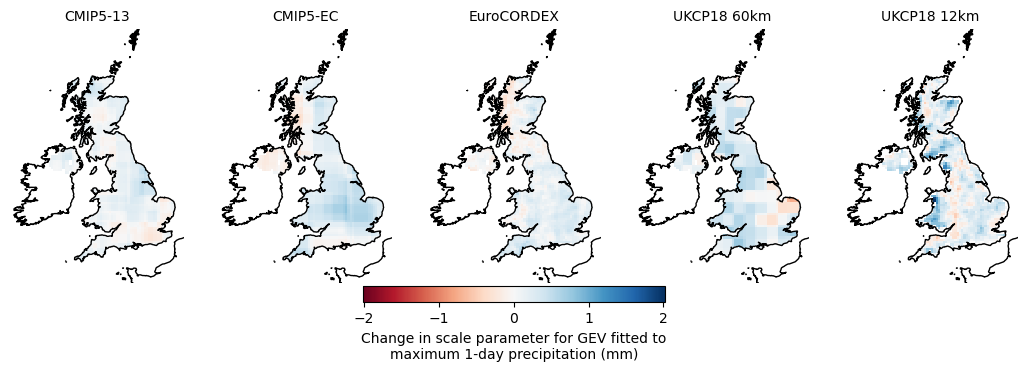 CMIP5-13
CMIP5-EC
EuroCORDEX
UKCP18 60km
UKCP18 12km
−2 −1 0 1 2
Change in scale parameter for GEV fitted to
maximum 1-day precipitation (mm)